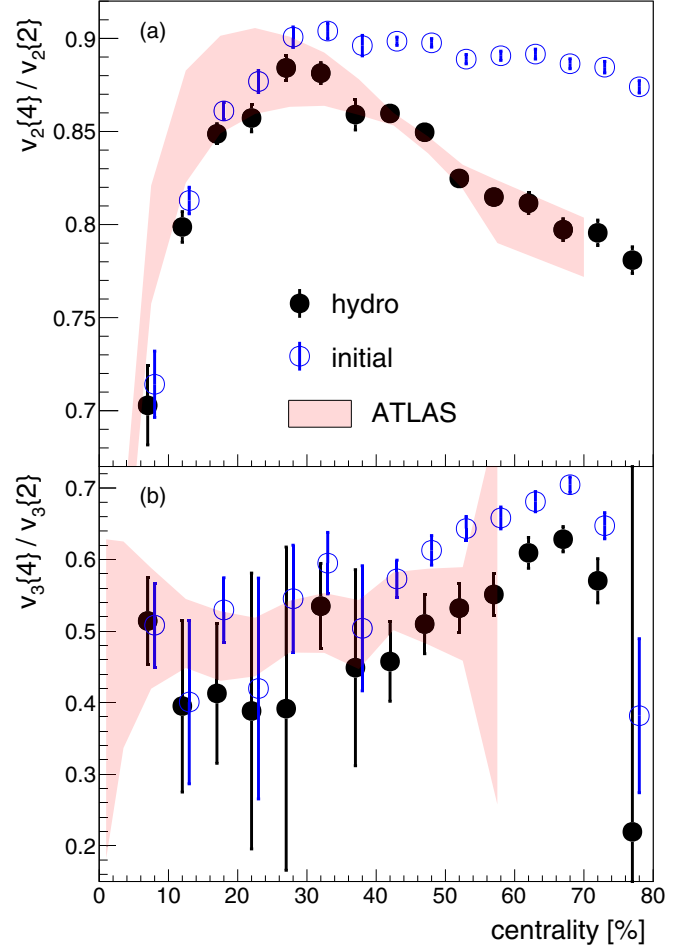 (a)
v₂{4} / v₂{2}
0.9
0.85
0.8
0.75
0.7
hydro
initial
ATLAS
(b)
v₃{4} / v₃{2}
0.7
0.6
0.5
0.4
0.3
0.2
0 10 20 30 40 50 60 70 80
centrality [%]